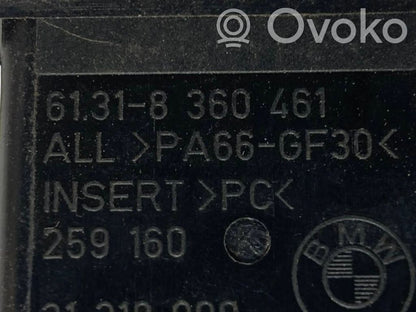 Ovoko
61.31-8 360 461
ALL >PA66-GF30<
INSERT >PC<
259 160
BMW